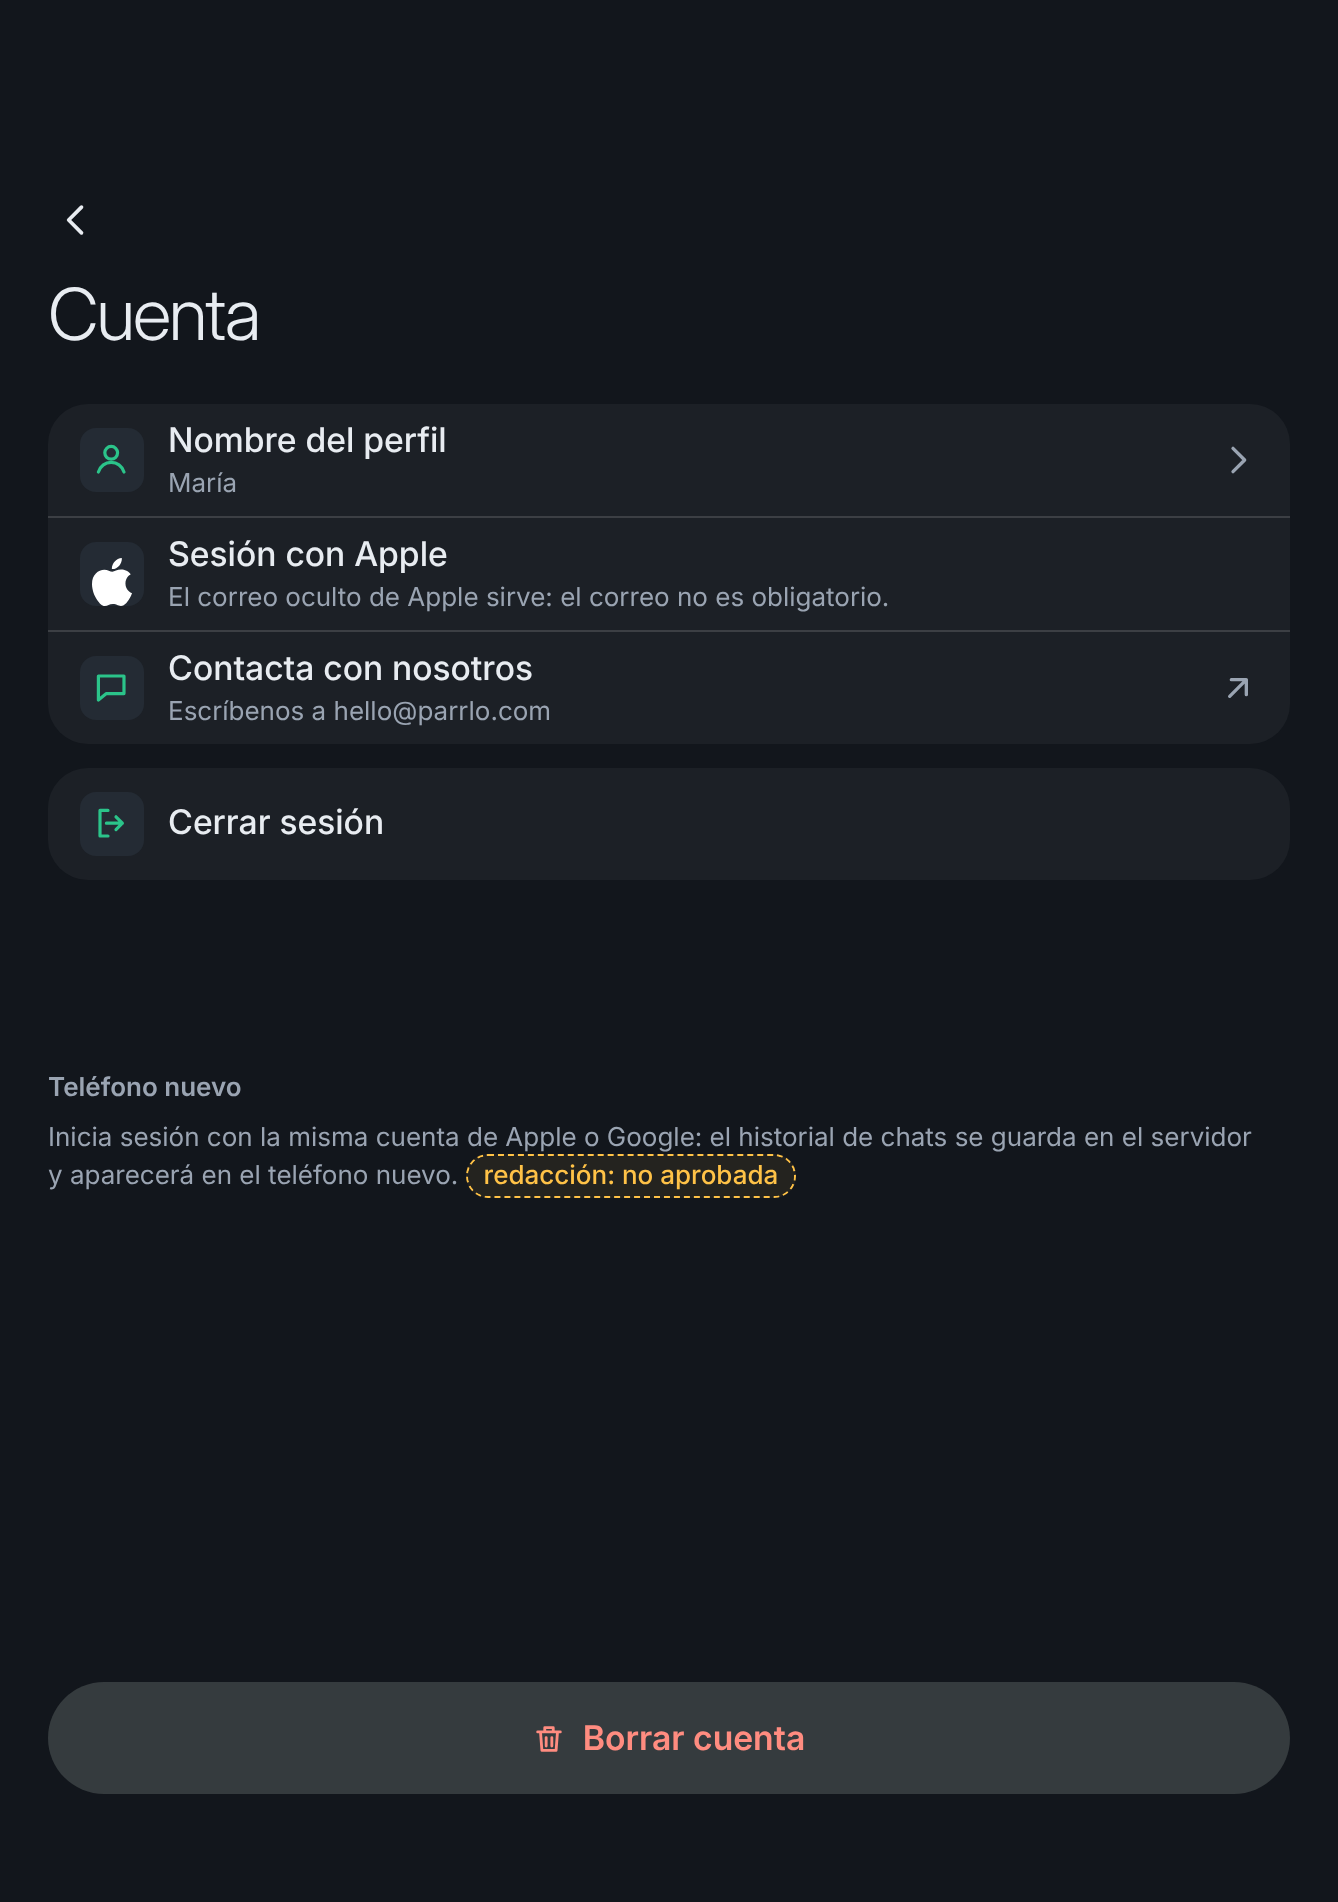 Cuenta
Nombre del perfil
María
Sesión con Apple
El correo oculto de Apple sirve: el correo no es obligatorio.
Contacta con nosotros
Escríbenos a hello@parrlo.com
Cerrar sesión
Teléfono nuevo
Inicia sesión con la misma cuenta de Apple o Google: el historial de chats se guarda en el servidor
y aparecerá en el teléfono nuevo. redacción: no aprobada
Borrar cuenta